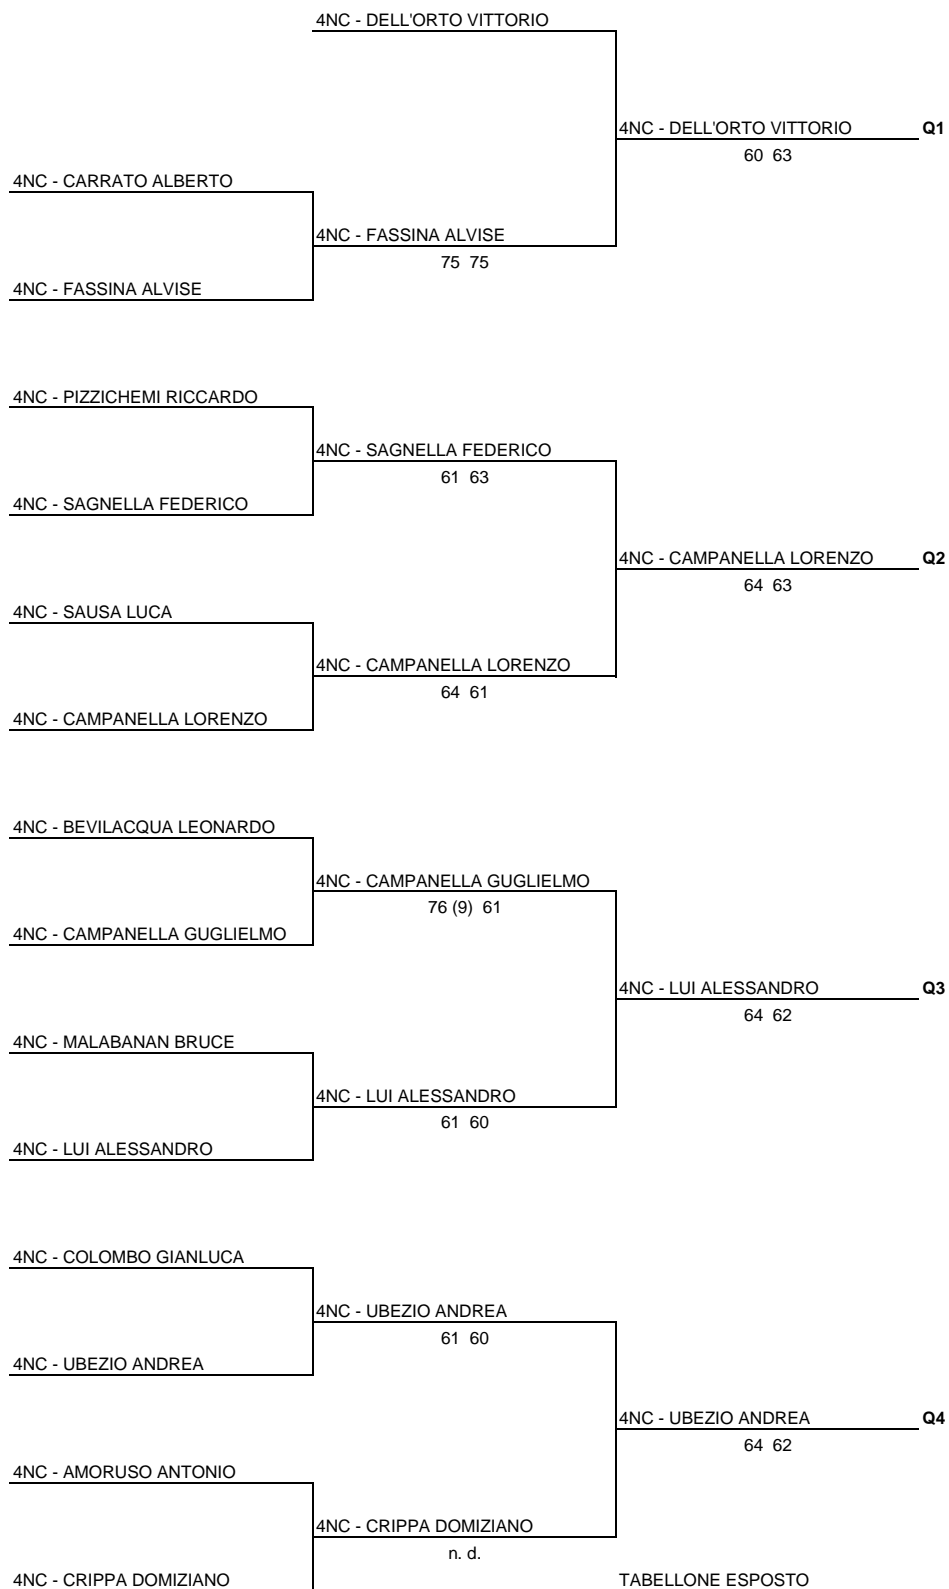 4NC - DELL'ORTO VITTORIO
4NC - DELL'ORTO VITTORIO Q1
60 63
4NC - CARRATO ALBERTO
4NC - FASSINA ALVISE
75 75
4NC - FASSINA ALVISE
4NC - PIZZICHEMI RICCARDO
4NC - SAGNELLA FEDERICO
61 63
4NC - SAGNELLA FEDERICO
4NC - CAMPANELLA LORENZO Q2
64 63
4NC - SAUSA LUCA
4NC - CAMPANELLA LORENZO
64 61
4NC - CAMPANELLA LORENZO
4NC - BEVILACQUA LEONARDO
4NC - CAMPANELLA GUGLIELMO
76 (9) 61
4NC - CAMPANELLA GUGLIELMO
4NC - LUI ALESSANDRO Q3
64 62
4NC - MALABANAN BRUCE
4NC - LUI ALESSANDRO
61 60
4NC - LUI ALESSANDRO
4NC - COLOMBO GIANLUCA
4NC - UBEZIO ANDREA
61 60
4NC - UBEZIO ANDREA
4NC - UBEZIO ANDREA Q4
64 62
4NC - AMORUSO ANTONIO
4NC - CRIPPA DOMIZIANO
n. d.
4NC - CRIPPA DOMIZIANO TABELLONE ESPOSTO